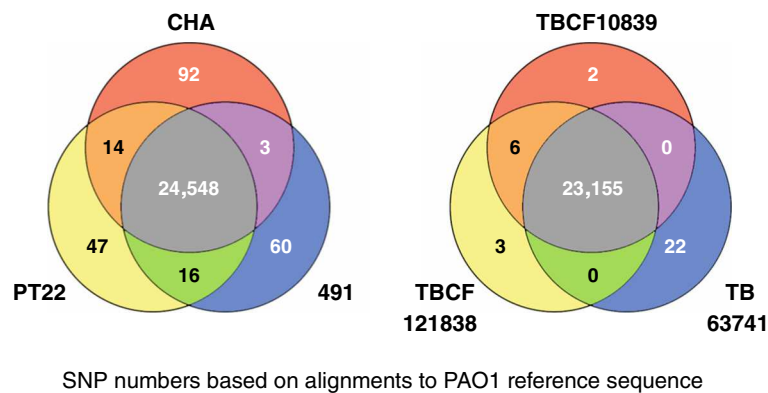 CHA
92
14
3
24,548
47
60
16
PT22
491
TBCF10839
2
6
0
23,155
3
22
0
TBCF
121838
TB
63741
SNP numbers based on alignments to PAO1 reference sequence